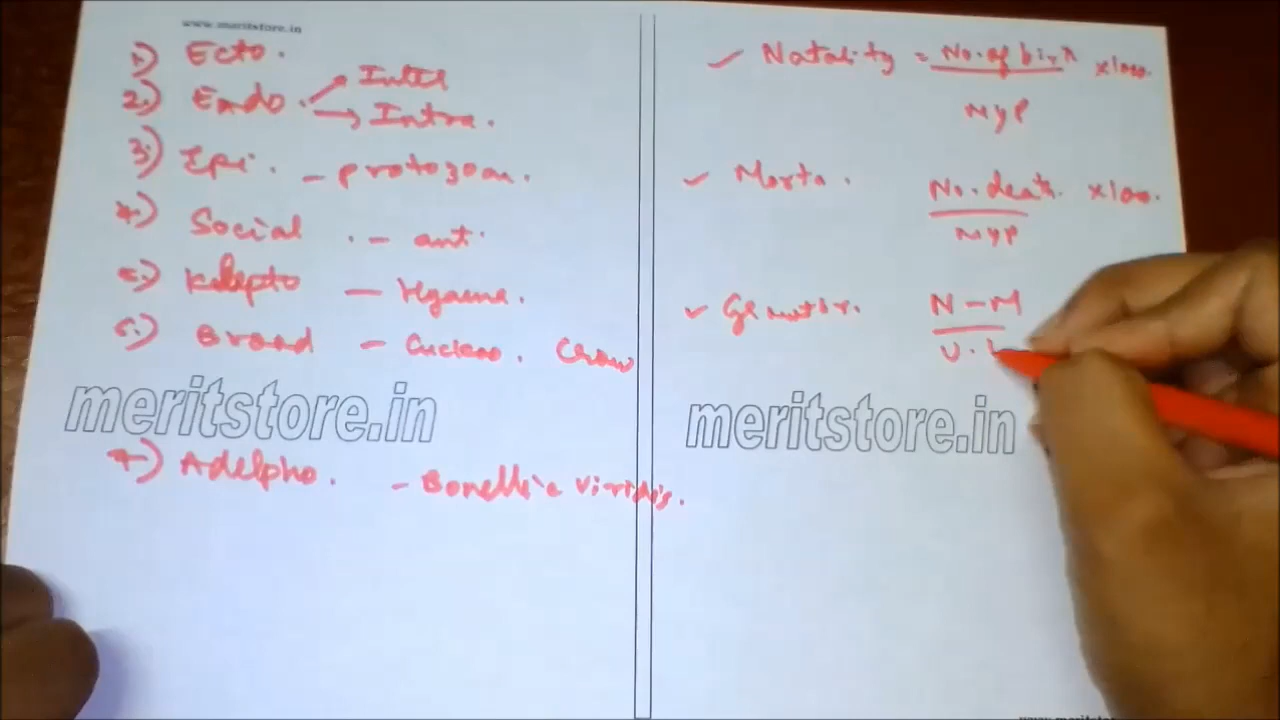 www.meritstore.in
1) Ecto.
2.) Endo. → Inter
→ Intra.
3.) Epi. - protozoan.
4.) Social . - ant.
5.) Klepto - Hyaena.
6.) Brood - Cuckoo. Crow
meritstore.in
7.) Adelpho. - Bonellia Viridis.
✓ Natality = No. of birth x100.
MYP
✓ Morta. No. death. x100.
MYP
✓ N - M
U.
meritstore.in